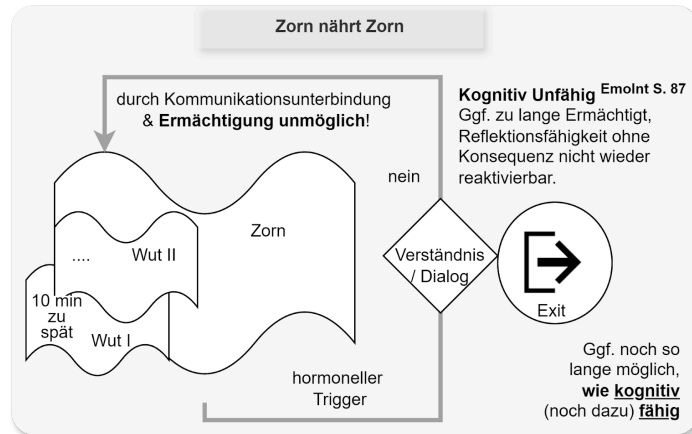 Zorn nährt Zorn
durch Kommunikationsunterbindung
& Ermächtigung unmöglich!
Kognitiv Unfähig EmoInt S. 87
Ggf. zu lange Ermächtigt,
Reflektionsfähigkeit ohne
Konsequenz nicht wieder
reaktivierbar.
nein
Zorn
.... Wut II
10 min
zu
spät
Wut I
Verständnis
/ Dialog
Exit
hormoneller
Trigger
Ggf. noch so
lange möglich,
wie kognitiv
(noch dazu) fähig